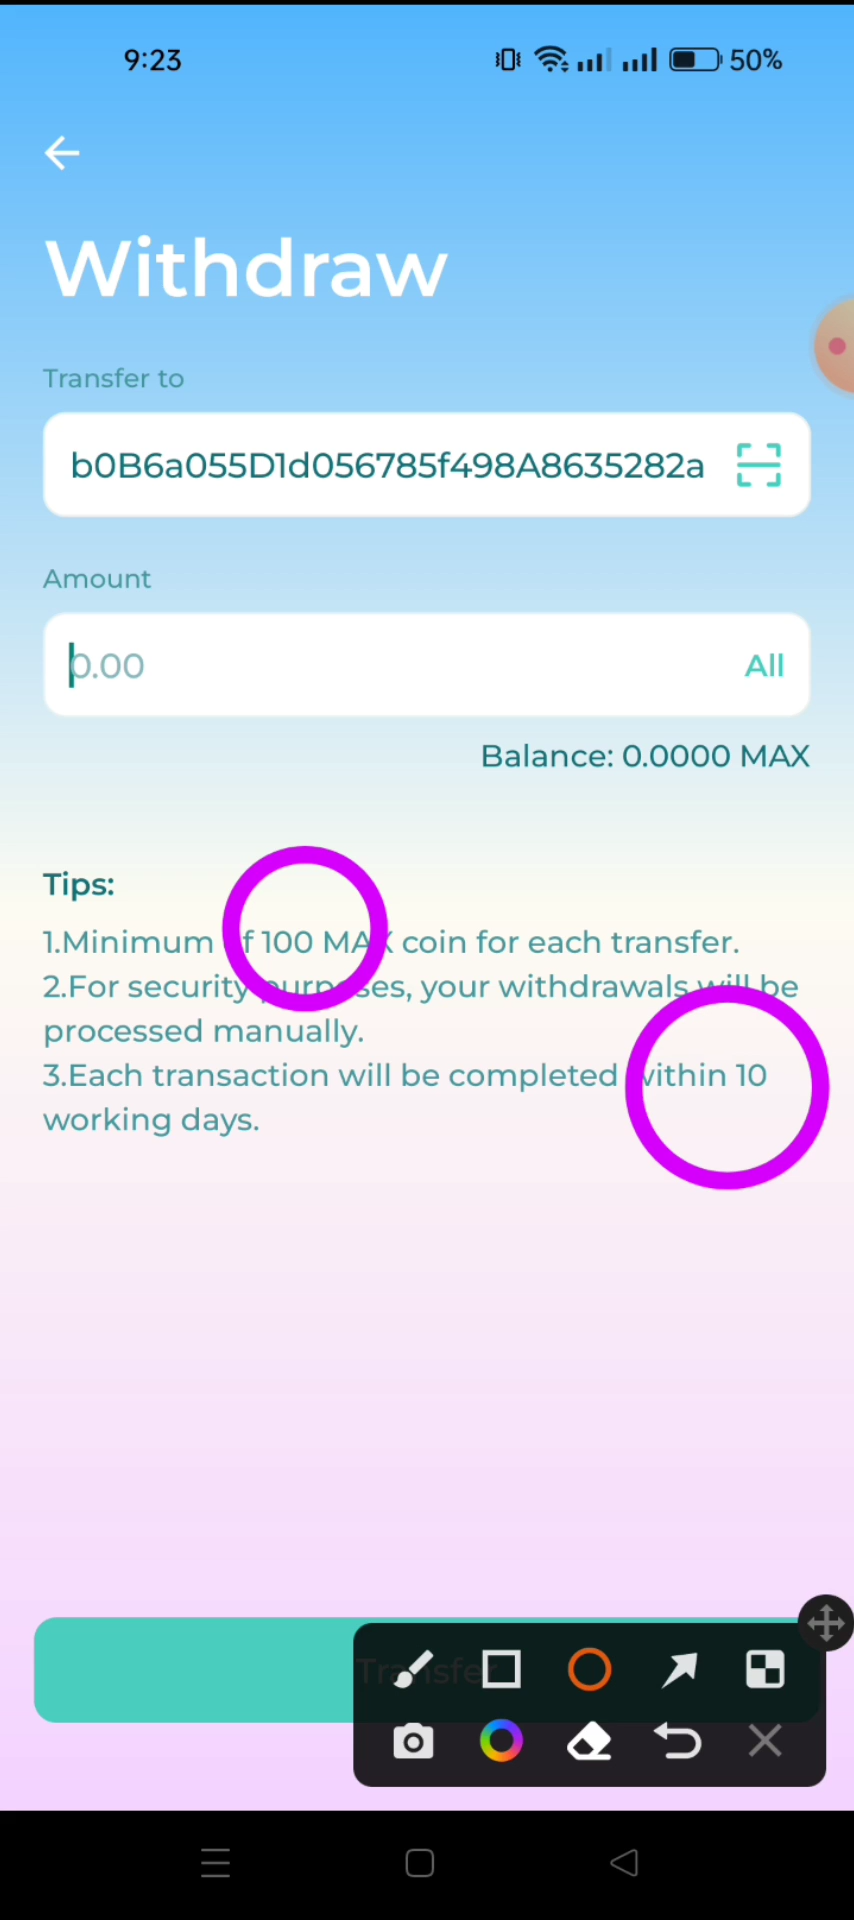 9:23
50%
Withdraw
Transfer to
b0B6a055D1d056785f498A8635282a
Amount
0.00
All
Balance: 0.0000 MAX
Tips:
1.Minimum of 100 MAX coin for each transfer.
2.For security purposes, your withdrawals will be
processed manually.
3.Each transaction will be completed within 10
working days.
Transfer